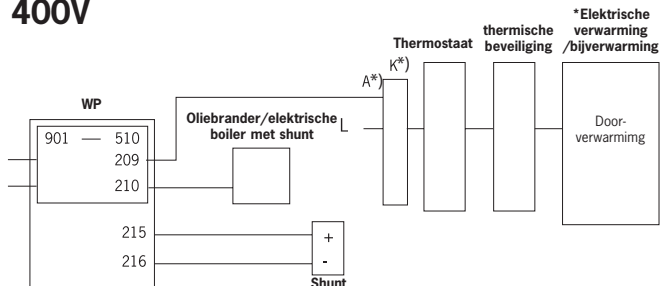 400V
*Elektrische
verwarming
/bijverwarming
thermische
beveiliging
Thermostaat
K*)
A*)
WP
Oliebrander/elektrische
boiler met shunt
L
901 — 510
209
210
Door-
verwarmimg
215
216
+
-
Shunt